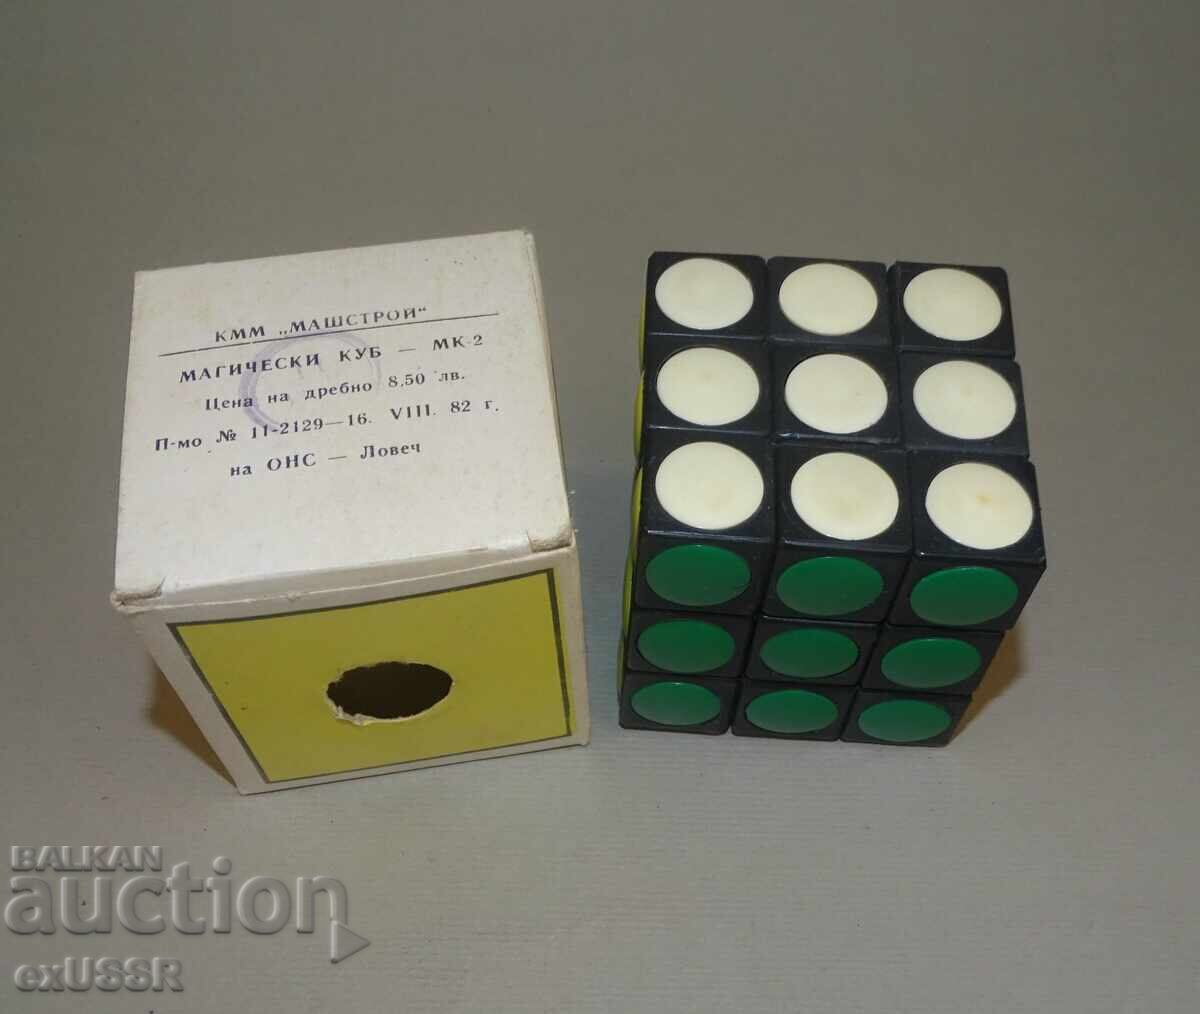 КММ „МАШСТРОЙ“
МАГИЧЕСКИ КУБ — МК-2
Цена на дребно 8,50 лв.
П-мо № 11-2129—16. VIII. 82 г.
на ОНС — Ловеч
BALKAN
auction
exUSSR